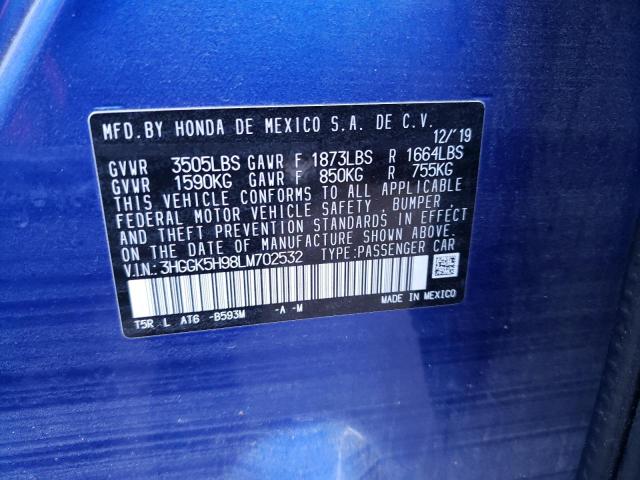 MFD. BY HONDA DE MEXICO S.A. DE C.V.
12/'19
GVWR 3505LBS GAWR F 1873LBS R 1664LBS
GVWR 1590KG GAWR F 850KG R 755KG
THIS VEHICLE CONFORMS TO ALL APPLICABLE
FEDERAL MOTOR VEHICLE SAFETY, BUMPER,
AND THEFT PREVENTION STANDARDS IN EFFECT
ON THE DATE OF MANUFACTURE SHOWN ABOVE.
V.I.N: 3HGGK5H98LM702532 TYPE:PASSENGER CAR
T5R L AT6 -B593M -A -M
MADE IN MEXICO